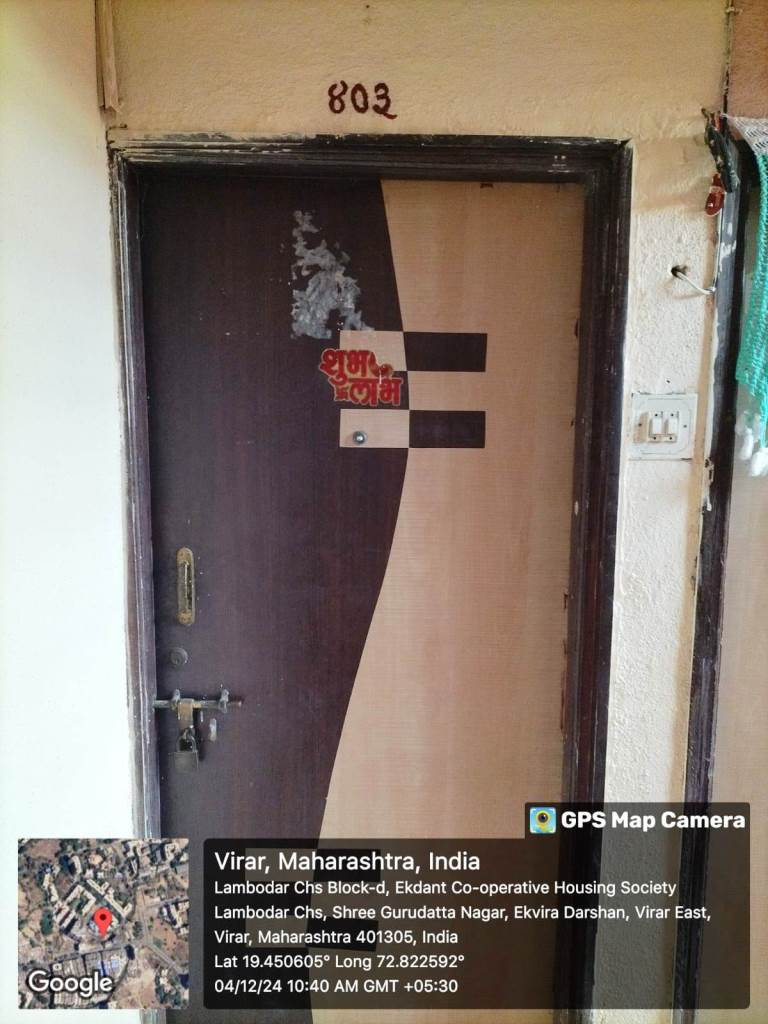 803
शुभ
लाभ
GPS Map Camera
Virar, Maharashtra, India
Lambodar Chs Block-d, Ekdant Co-operative Housing Society
Lambodar Chs, Shree Gurudatta Nagar, Ekvira Darshan, Virar East,
Virar, Maharashtra 401305, India
Lat 19.450605° Long 72.822592°
04/12/24 10:40 AM GMT +05:30
Google